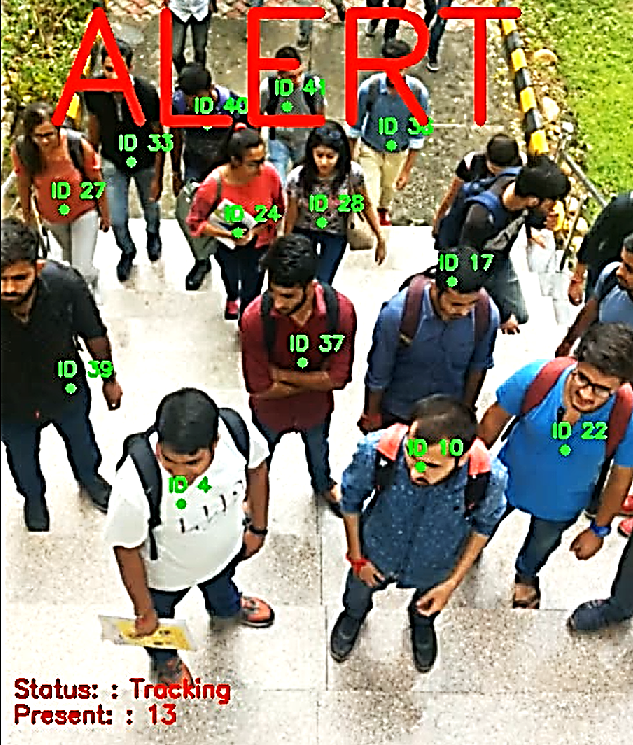 ALERT
ID 41
ID 40
ID 33
ID 27
ID 24
ID 28
ID 17
ID 37
ID 39
ID 22
ID 10
ID 4
Status: : Tracking
Present: : 13